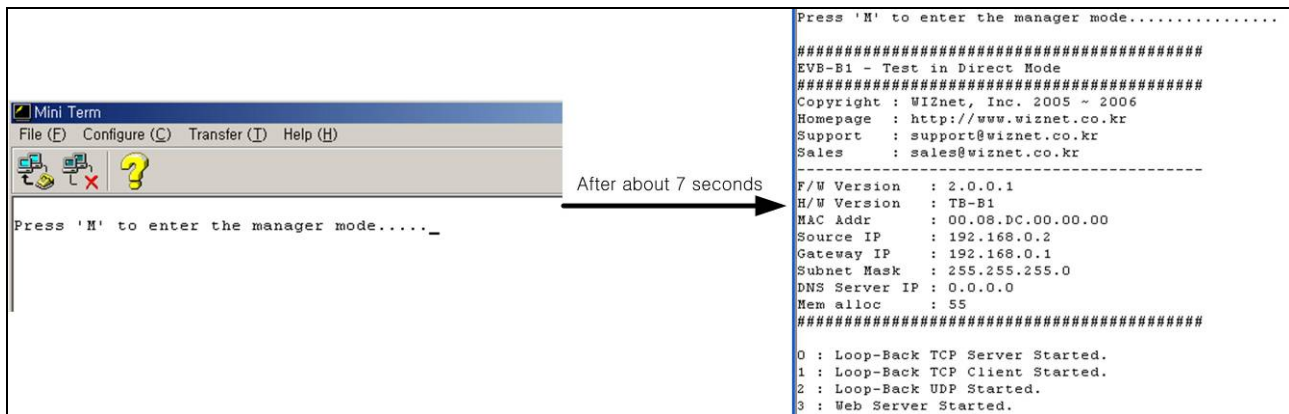 Mini Term
File (F) Configure (C) Transfer (T) Help (H)
Press 'M' to enter the manager mode.....
After about 7 seconds
Press 'M' to enter the manager mode................
###########################################
EVB-B1 - Test in Direct Mode
###########################################
Copyright : WIZnet, Inc. 2005 ~ 2006
Homepage : http://www.wiznet.co.kr
Support : support@wiznet.co.kr
Sales : sales@wiznet.co.kr
-------------------------------------------
F/W Version : 2.0.0.1
H/W Version : TB-B1
MAC Addr : 00.08.DC.00.00.00
Source IP : 192.168.0.2
Gateway IP : 192.168.0.1
Subnet Mask : 255.255.255.0
DNS Server IP : 0.0.0.0
Mem alloc : 55
###########################################
0 : Loop-Back TCP Server Started.
1 : Loop-Back TCP Client Started.
2 : Loop-Back UDP Started.
3 : Web Server Started.